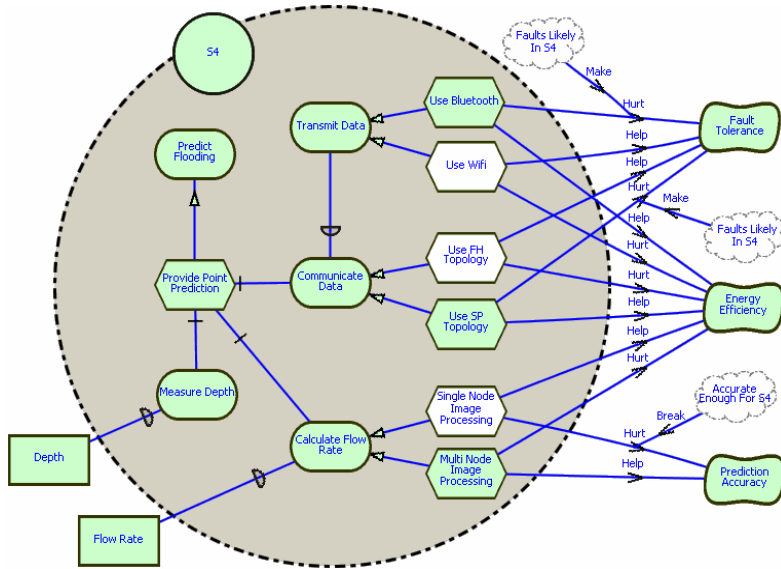 S4
Faults Likely
In S4
Make
Use Bluetooth
Hurt
Fault
Tolerance
Transmit Data
Predict
Flooding
Help
Use Wifi
Help
Hurt
Make
Faults Likely
In S4
Help
Use FH
Topology
Hurt
Provide Point
Prediction
Communicate
Data
Hurt
Energy
Efficiency
Use SP
Topology
Help
Help
Hurt
Measure Depth
Single Node
Image
Processing
Accurate
Enough For S4
Break
Calculate Flow
Rate
Hurt
Depth
Multi Node
Image
Processing
Help
Prediction
Accuracy
Flow Rate